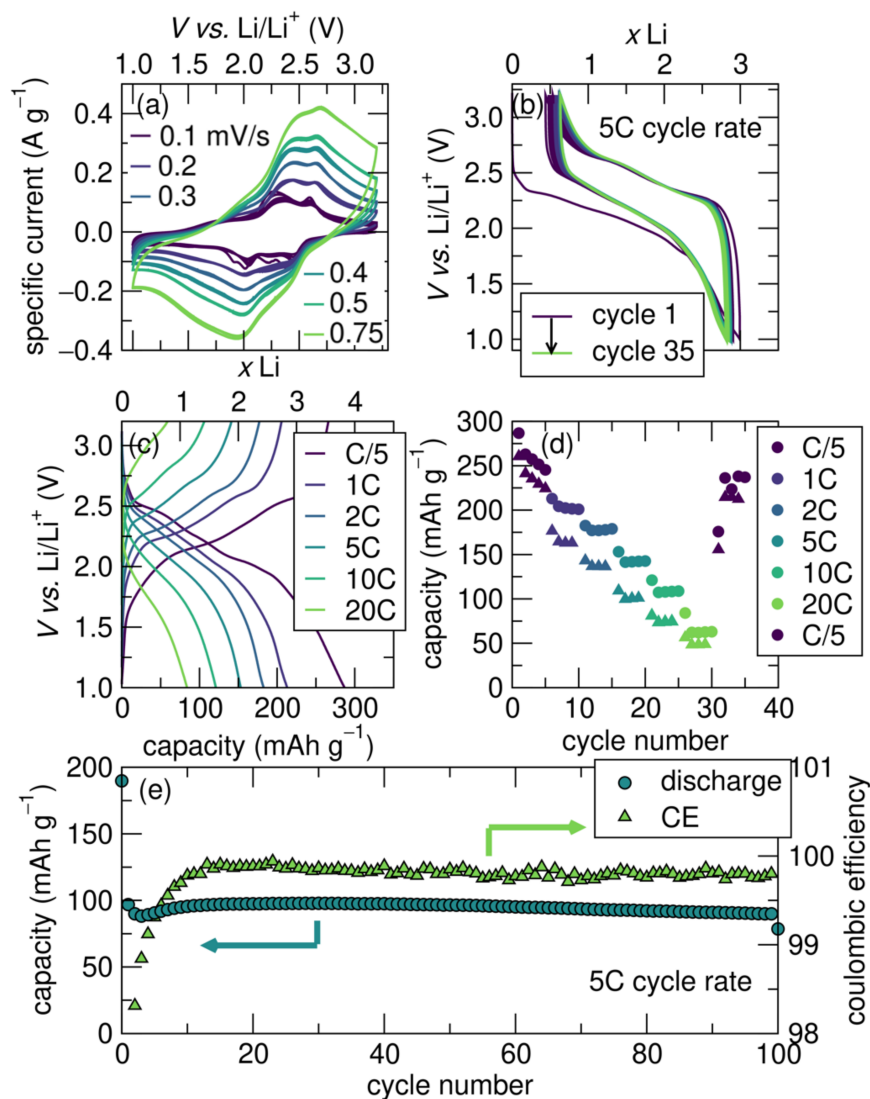 V vs. Li/Li⁺ (V)
1.0 1.5 2.0 2.5 3.0
(a)
0.1 mV/s
0.2
0.3
0.4
0.5
0.75
specific current (A g⁻¹)
0.4
0.2
0.0
−0.2
−0.4
x Li
0 1 2 3
(b)
5C cycle rate
V vs. Li/Li⁺ (V)
3.0
2.5
2.0
1.5
1.0
cycle 1
cycle 35
x Li
0 1 2 3 4
(c)
C/5
1C
2C
5C
10C
20C
V vs. Li/Li⁺ (V)
3.0
2.5
2.0
1.5
1.0
0 100 200 300
capacity (mAh g⁻¹)
(d)
C/5
1C
2C
5C
10C
20C
C/5
capacity (mAh g⁻¹)
300
250
200
150
100
50
0
0 10 20 30 40
cycle number
(e)
discharge
CE
5C cycle rate
capacity (mAh g⁻¹)
200
150
100
50
0
101
99
99
98
coulombic efficiency
0 20 40 60 80 100
cycle number